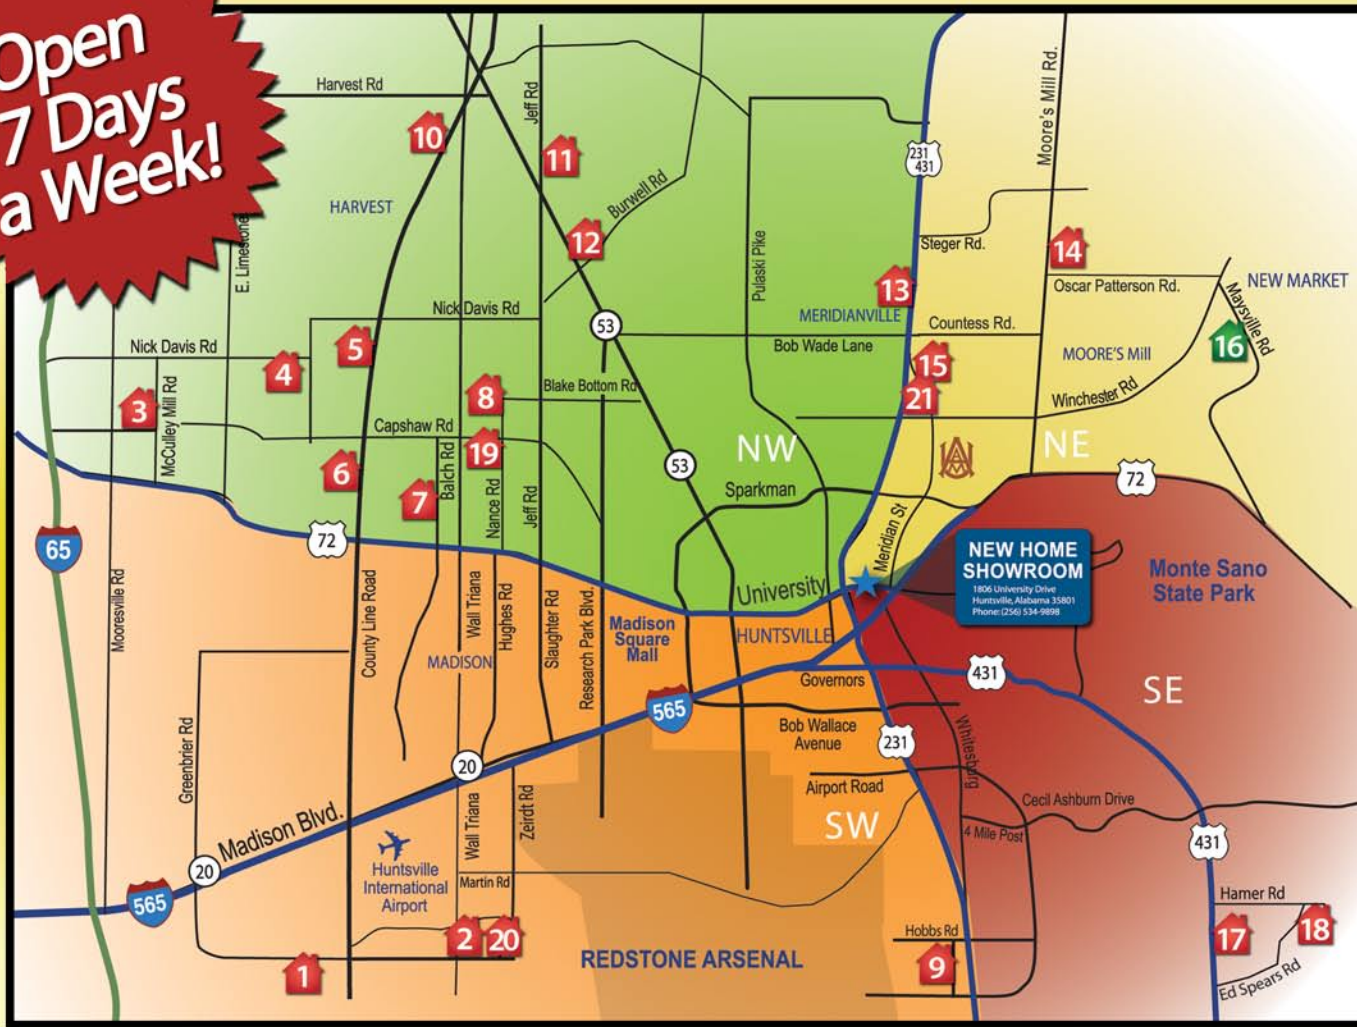 Open
7 Days
a Week!
Harvest Rd
Jeff Rd
Moore's Mill Rd.
10
11
231
431
HARVEST
Burwell Rd
E. Limestone
12
Pulaski Pike
Steger Rd.
14
13
Oscar Patterson Rd.
NEW MARKET
Maysville Rd
Nick Davis Rd
53
MERIDIANVILLE
Countess Rd.
Nick Davis Rd
5
Bob Wade Lane
MOORE'S Mill
16
4
15
3
McCulley Mill Rd
8
Blake Bottom Rd
21
Winchester Rd
Capshaw Rd
19
NW
NE
6
Balch Rd
53
72
7
Nance Rd
Jeff Rd
Sparkman
Meridian St
72
65
NEW HOME
SHOWROOM
1806 University Drive
Huntsville, Alabama 35801
Phone: (256) 534-9898
Monte Sano
State Park
Mooresville Rd
County Line Road
Wall Triana
Hughes Rd
Slaughter Rd
Research Park Blvd.
University
Madison
Square
Mall
HUNTSVILLE
MADISON
Governors
431
SE
565
Greenbrier Rd
Bob Wallace
Avenue
231
Whitesburg
20
Airport Road
Madison Blvd.
Wall Triana
Zeirdt Rd
SW
Cecil Ashburn Drive
4 Mile Post
431
20
Huntsville
International
Airport
Martin Rd
565
Hamer Rd
2
20
Hobbs Rd
17
18
1
REDSTONE ARSENAL
9
Ed Spears Rd